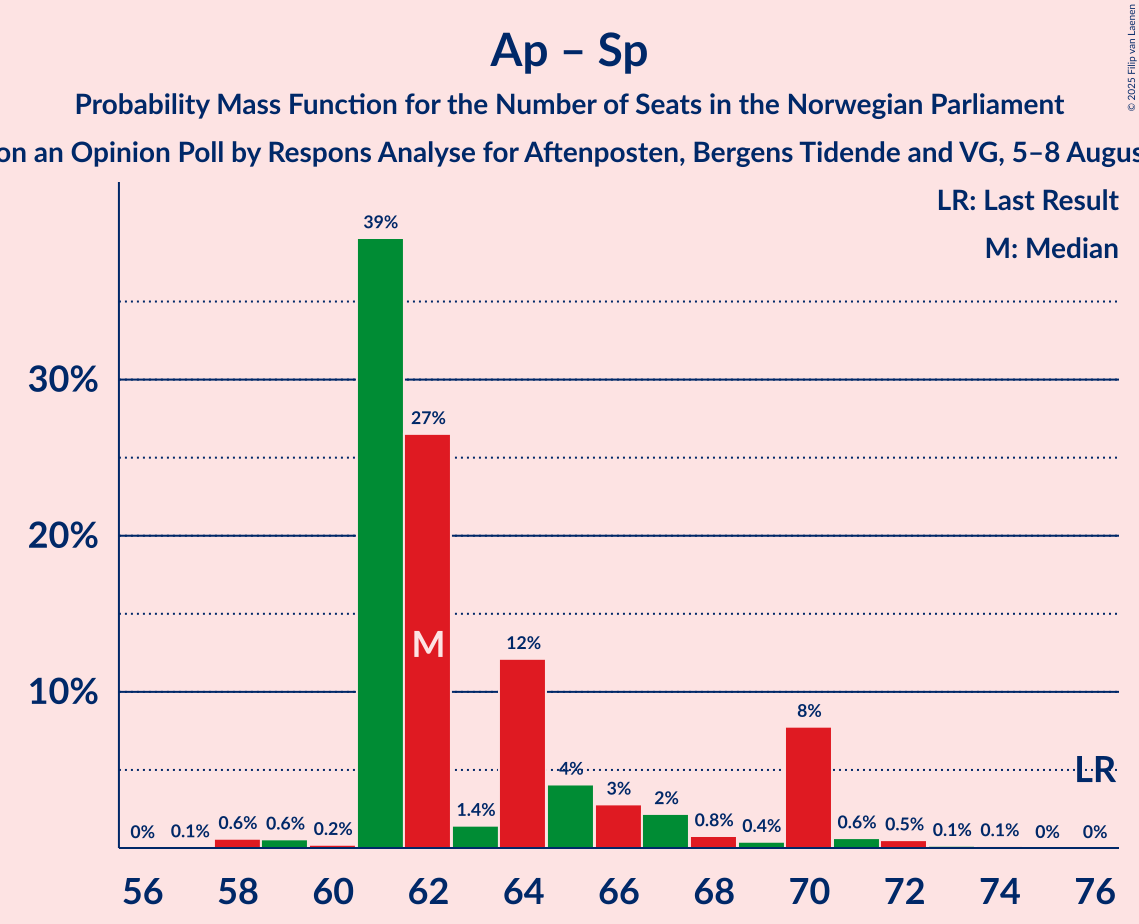 Ap – Sp
Probability Mass Function for the Number of Seats in the Norwegian Parliament
on an Opinion Poll by Respons Analyse for Aftenposten, Bergens Tidende and VG, 5–8 Augus
© 2025 Filip van Laenen
LR: Last Result
M: Median
39%
30%
27%
20%
M
12%
10%
8%
LR
4%
3%
2%
1.4%
0% 0.1% 0.6% 0.6% 0.2% 0.8% 0.4% 0.6% 0.5% 0.1% 0.1% 0% 0%
56 58 60 62 64 66 68 70 72 74 76